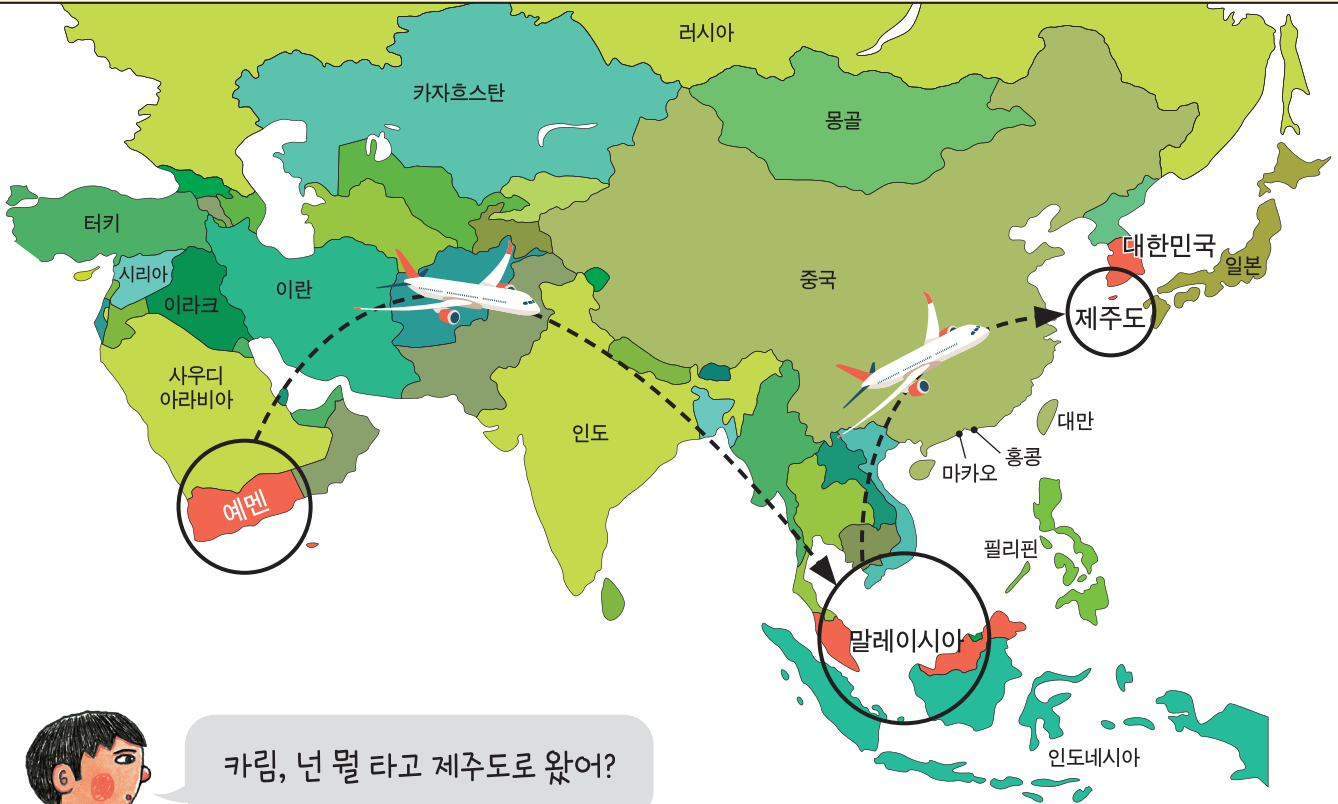 러시아
카자흐스탄
몽골
터키
시리아
이라크
이란
중국
대한민국
일본
제주도
사우디
아라비아
인도
대만
홍콩
마카오
예멘
필리핀
말레이시아
인도네시아
카림, 넌 뭘 타고 제주도로 왔어?